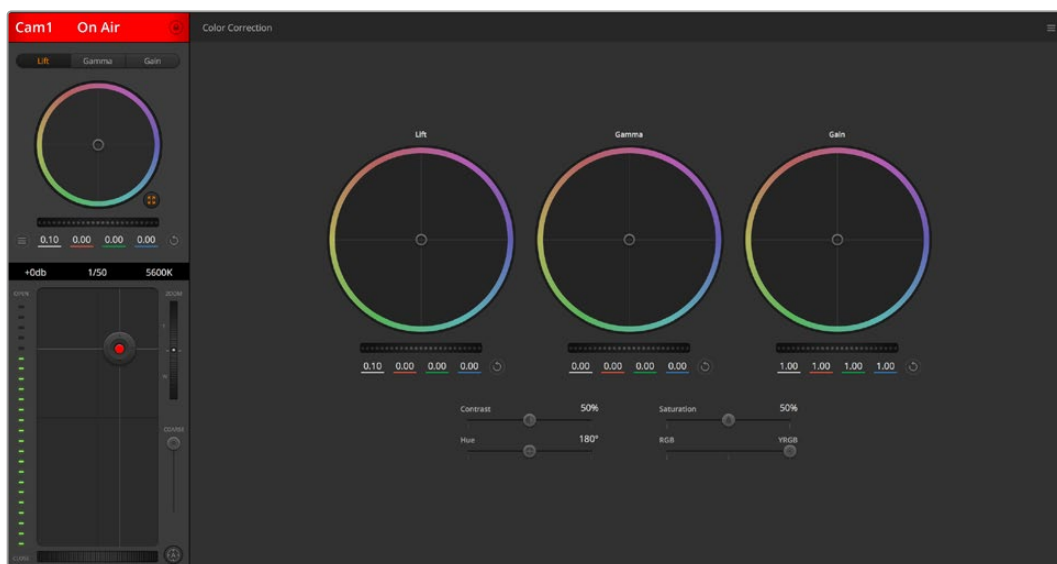 Cam1 On Air
Color Correction
Lift Gamma Gain
0.10 0.00 0.00 0.00
+0db 1/50 5600K
ZOOM
COARSE
Lift
Gamma
Gain
0.10 0.00 0.00 0.00
0.00 0.00 0.00 0.00
1.00 1.00 1.00 1.00
Contrast 50%
Saturation 50%
Hue 180°
RGB YRGB